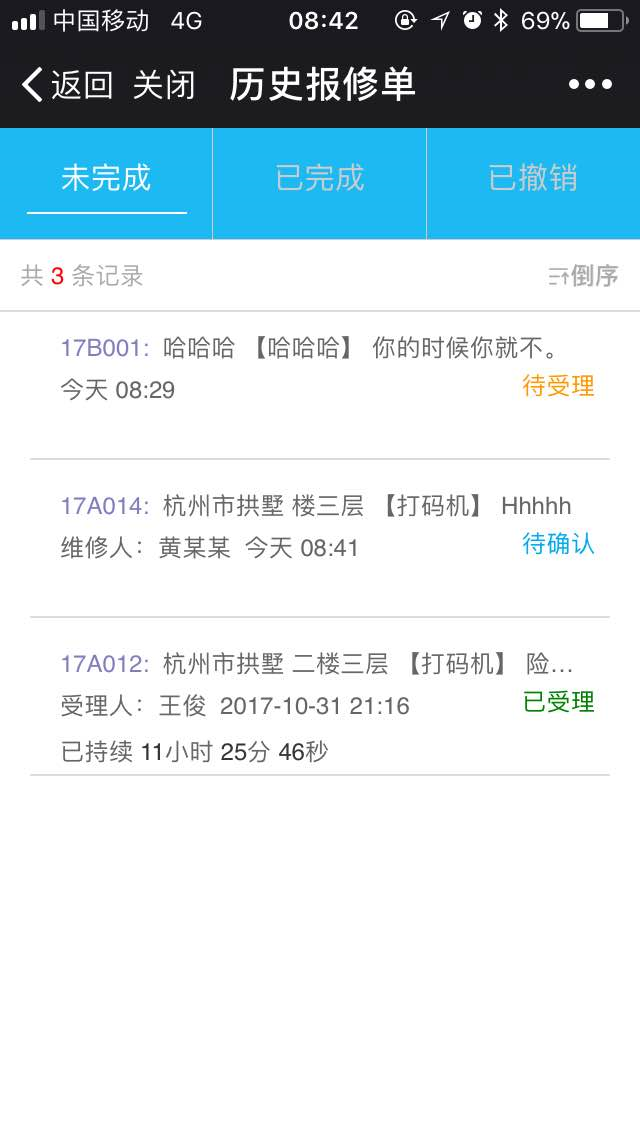 中国移动 4G 08:42 69%
返回 关闭 历史报修单
未完成 已完成 已撤销
共 3 条记录 倒序
17B001: 哈哈哈 【哈哈哈】 你的时候你就不。
今天 08:29 待受理
17A014: 杭州市拱墅 楼三层 【打码机】 Hhhhh
维修人: 黄某某 今天 08:41 待确认
17A012: 杭州市拱墅 二楼三层 【打码机】 险...
受理人: 王俊 2017-10-31 21:16 已受理
已持续 11小时 25分 46秒